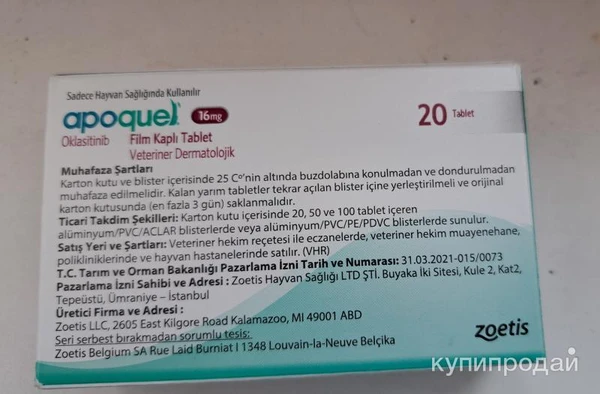 Sadece Hayvan Sağlığında Kullanılır
apoquel 16mg
20 Tablet
Oklasitinib Film Kaplı Tablet
Veteriner Dermatolojik
Muhafaza Şartları
Karton kutu ve blister içerisinde 25 C°'nin altında buzdolabına konulmadan ve dondurulmadan
muhafaza edilmelidir. Kalan yarım tabletler tekrar açılan blister içine yerleştirilmeli ve orijinal
karton kutusunda (en fazla 3 gün) saklanmalıdır.
Ticari Takdim Şekilleri: Karton kutu içerisinde 20, 50 ve 100 tablet içeren
alüminyum/PVC/ACLAR blisterlerde veya alüminyum/PVC/PE/PDVC blisterlerde sunulur.
Satış Yeri ve Şartları: Veteriner hekim reçetesi ile eczanelerde, veteriner hekim muayenehane,
polikliniklerinde ve hayvan hastanelerinde satılır. (VHR)
T.C. Tarım ve Orman Bakanlığı Pazarlama İzni Tarih ve Numarası: 31.03.2021-015/0073
Pazarlama İzni Sahibi ve Adresi : Zoetis Hayvan Sağlığı LTD ŞTİ. Buyaka İki Sitesi, Kule 2, Kat2,
Tepeüstü, Ümraniye – İstanbul
Üretici Firma ve Adresi :
Zoetis LLC, 2605 East Kilgore Road Kalamazoo, MI 49001 ABD
Seri serbest bırakmadan sorumlu tesis:
Zoetis Belgium SA Rue Laid Burniat l 1348 Louvain-la-Neuve Belçika
zoetis
купипродай